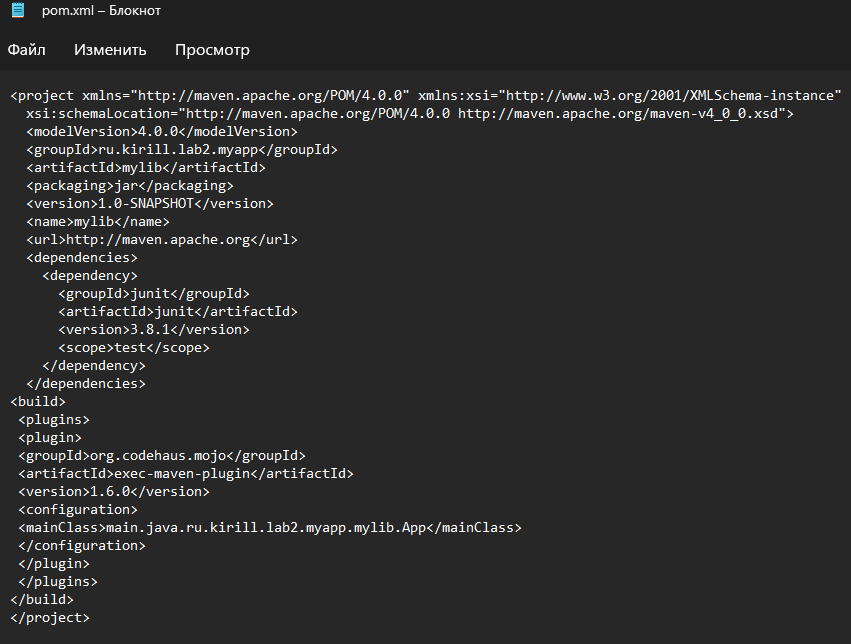 pom.xml – Блокнот
Файл Изменить Просмотр
<project xmlns="http://maven.apache.org/POM/4.0.0" xmlns:xsi="http://www.w3.org/2001/XMLSchema-instance"
  xsi:schemaLocation="http://maven.apache.org/POM/4.0.0 http://maven.apache.org/maven-v4_0_0.xsd">
  <modelVersion>4.0.0</modelVersion>
  <groupId>ru.kirill.lab2.myapp</groupId>
  <artifactId>mylib</artifactId>
  <packaging>jar</packaging>
  <version>1.0-SNAPSHOT</version>
  <name>mylib</name>
  <url>http://maven.apache.org</url>
  <dependencies>
    <dependency>
      <groupId>junit</groupId>
      <artifactId>junit</artifactId>
      <version>3.8.1</version>
      <scope>test</scope>
    </dependency>
  </dependencies>
<build>
 <plugins>
 <plugin>
 <groupId>org.codehaus.mojo</groupId>
 <artifactId>exec-maven-plugin</artifactId>
 <version>1.6.0</version>
 <configuration>
 <mainClass>main.java.ru.kirill.lab2.myapp.mylib.App</mainClass>
 </configuration>
 </plugin>
 </plugins>
</build>
</project>